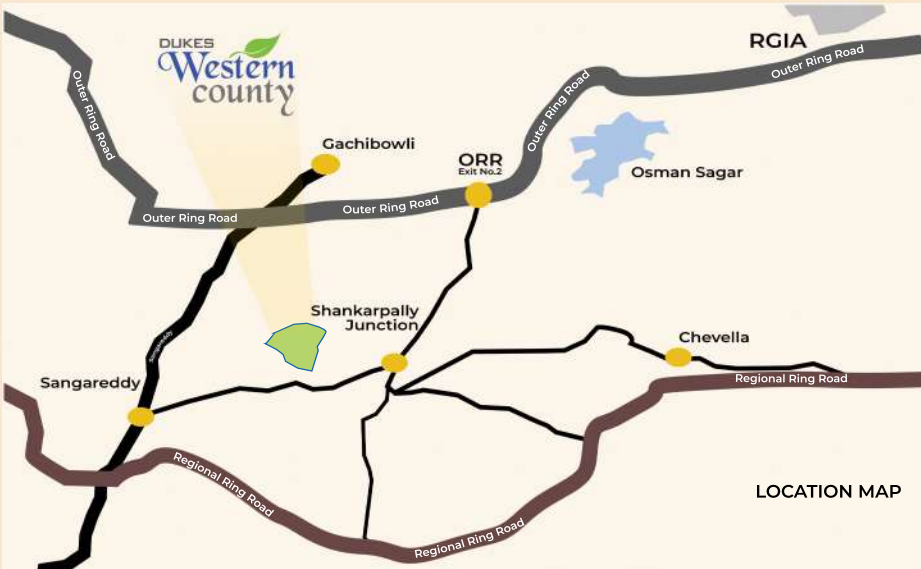 DUKES
Western
county
RGIA
Outer Ring Road
Outer Ring Road
Outer Ring Road
Gachibowli
ORR
Exit No.2
Osman Sagar
Outer Ring Road
Outer Ring Road
Shankarpally
Junction
Sangareddy
Chevella
Sangareddy
Regional Ring Road
Regional Ring Road
LOCATION MAP
Regional Ring Road